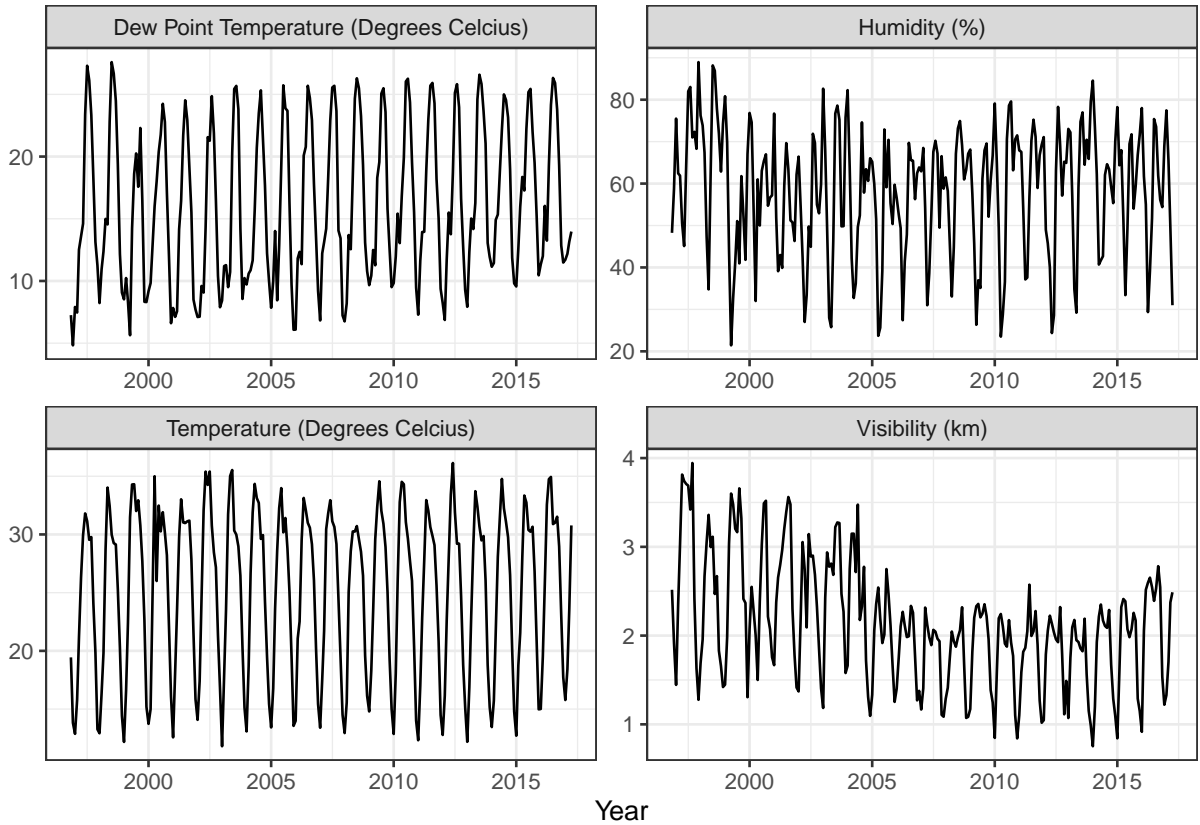 Dew Point Temperature (Degrees Celcius)
20
10
2000 2005 2010 2015
Humidity (%)
80
60
40
20
2000 2005 2010 2015
Temperature (Degrees Celcius)
30
20
2000 2005 2010 2015
Visibility (km)
4
3
2
1
2000 2005 2010 2015
Year